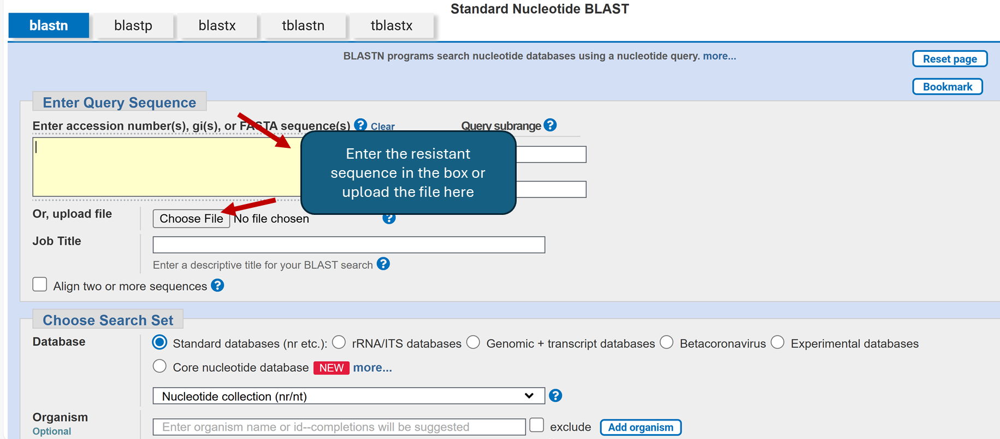 Standard Nucleotide BLAST
blastn
blastp
blastx
tblastn
tblastx
BLASTN programs search nucleotide databases using a nucleotide query. more...
Reset page
Bookmark
Enter Query Sequence
Enter accession number(s), gi(s), or FASTA sequence(s) ? Clear
Query subrange ?
Enter the resistant
sequence in the box or
upload the file here
Or, upload file
Choose File No file chosen ?
Job Title
Enter a descriptive title for your BLAST search ?
Align two or more sequences ?
Choose Search Set
Database
Standard databases (nr etc.): rRNA/ITS databases Genomic + transcript databases Betacoronavirus Experimental databases
Core nucleotide database NEW more...
Nucleotide collection (nr/nt) ?
Organism
Optional
Enter organism name or id--completions will be suggested
exclude
Add organism